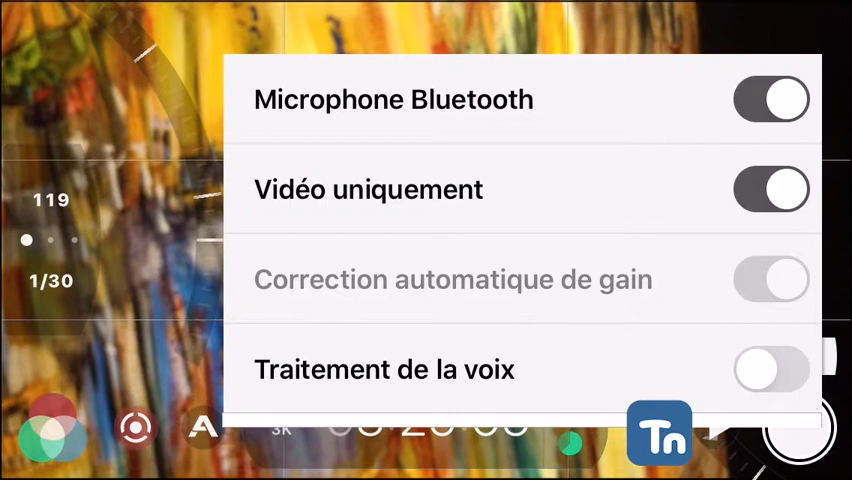 Microphone Bluetooth
Vidéo uniquement
119
1/30
Correction automatique de gain
Traitement de la voix
3K
Tn